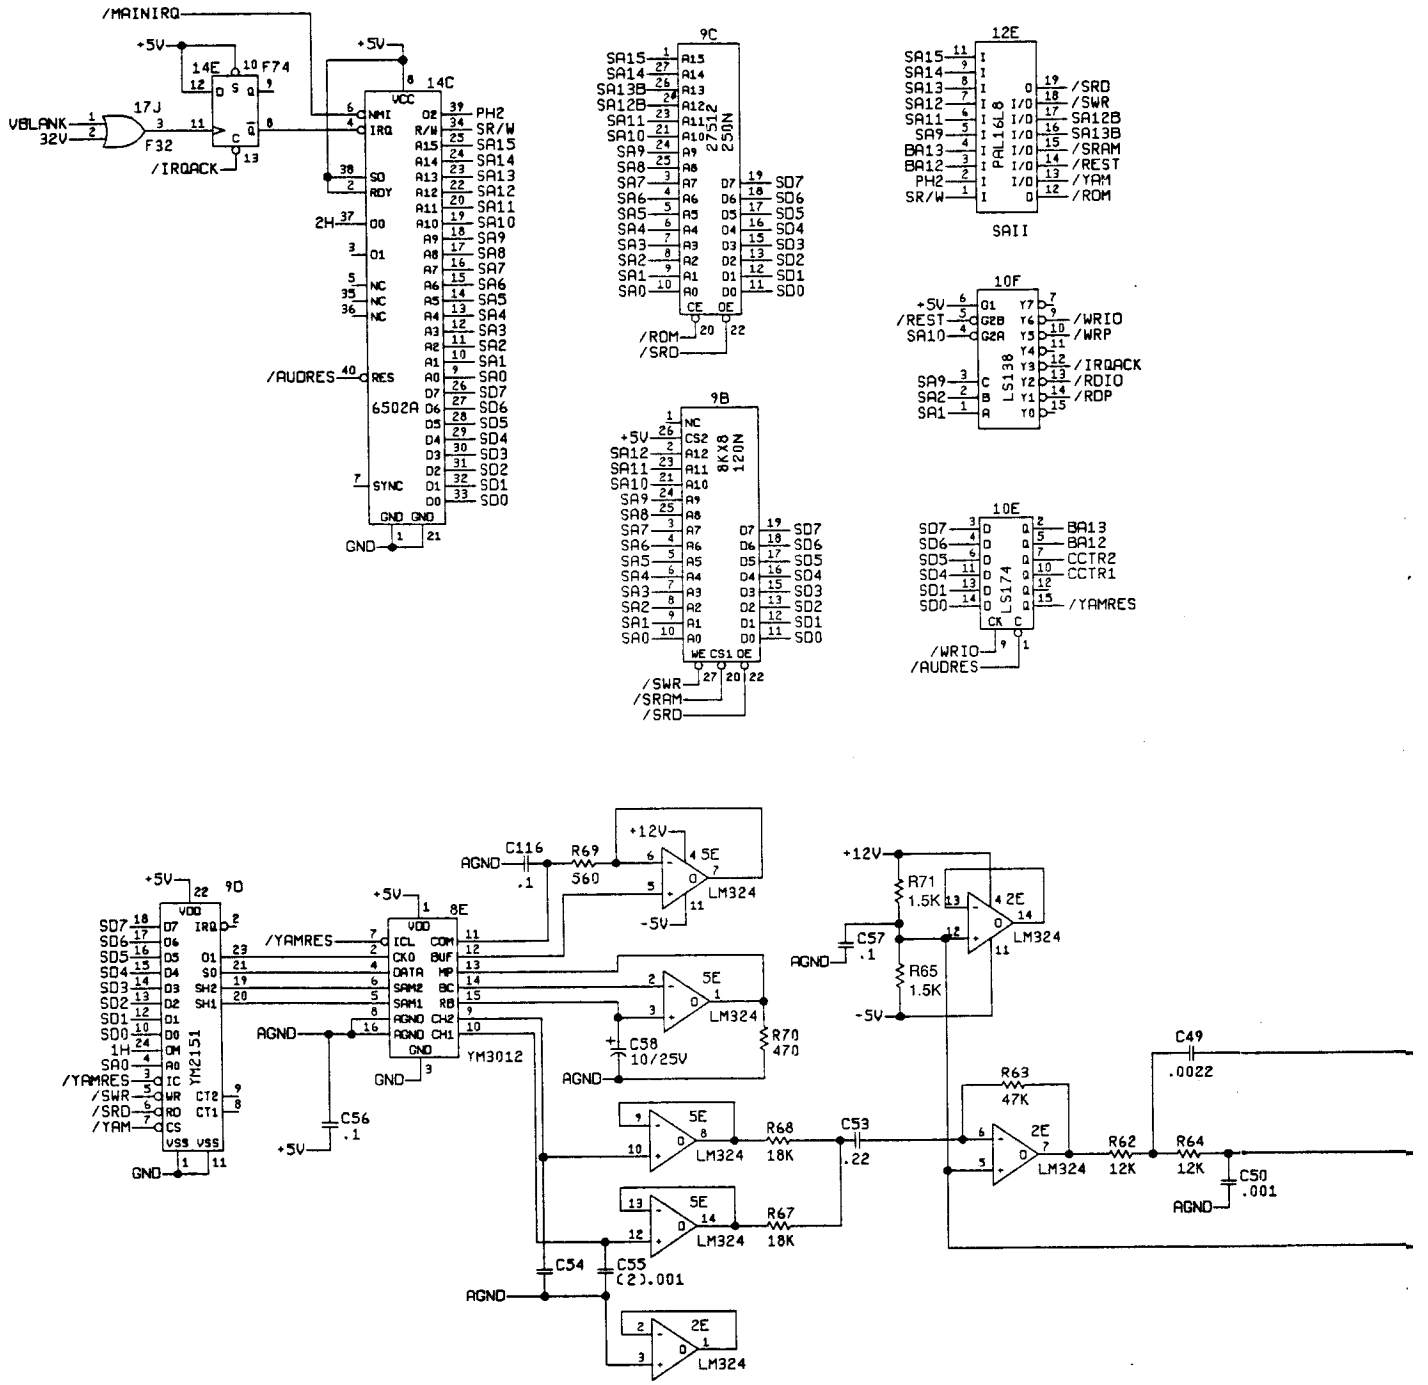 /MAINIRQ
+5V
14E 10 F74
12 D S Q 9
17J
VBLANK 1
32V 2
3 F32
11 C Q 8
13
/IRQACK
+5V
8 14C
VCC
6 NMI O2 39 PH2
4 IRQ R/W 34 SR/W
A15 25 SA15
A14 24 SA14
A13 23 SA13
38 SO
2 RDY A12 22 SA12
A11 20 SA11
2H 37 O0 A10 19 SA10
A9 18 SA9
3 O1 A8 17 SA8
A7 16 SA7
5 NC A6 15 SA6
35 NC A5 14 SA5
36 NC A4 13 SA4
A3 12 SA3
A2 11 SA2
A1 10 SA1
/AUDRES 40 RES A0 9 SA0
D7 26 SD7
6502A D6 27 SD6
D5 28 SD5
D4 29 SD4
D3 30 SD3
D2 31 SD2
7 SYNC D1 32 SD1
D0 33 SD0
GND GND
GND 1 21
9C
SA15 1 A15
SA14 27 A14
SA13B 26 A13
SA12B 2 A12
SA11 23 A11
SA10 21 A10
27512
250N
SA9 24 A9
SA8 25 A8
SA7 3 A7 D7 19 SD7
SA6 4 A6 D6 18 SD6
SA5 5 A5 D5 17 SD5
SA4 6 A4 D4 16 SD4
SA3 7 A3 D3 15 SD3
SA2 8 A2 D2 13 SD2
SA1 9 A1 D1 12 SD1
SA0 10 A0 D0 11 SD0
CE OE
/ROM 20 22
/SRD
9B
1 NC
+5V 26 CS2
SA12 2 A12
SA11 23 A11
SA10 21 A10
8KX8
120N
SA9 24 A9
SA8 25 A8
SA7 3 A7 D7 19 SD7
SA6 4 A6 D6 18 SD6
SA5 5 A5 D5 17 SD5
SA4 6 A4 D4 16 SD4
SA3 7 A3 D3 15 SD3
SA2 8 A2 D2 13 SD2
SA1 9 A1 D1 12 SD1
SA0 10 A0 D0 11 SD0
WE CS1 OE
/SWR 27 20 22
/SRAM
/SRD
12E
SA15 11 I
SA14 9 I
SA13 8 I O 19 /SRD
SA12 7 I I/O 18 /SWR
SA11 6 I I/O 17 SA12B
SA9 5 I I/O 16 SA13B
BA13 4 I I/O 15 /SRAM
BA12 3 I I/O 14 /REST
PH2 2 I I/O 13 /YAM
SR/W 1 I O 12 /ROM
PAL16L8
SAII
10F
+5V 6 G1 Y7 7
/REST 5 G2B Y6 9 /WRIO
SA10 4 G2A Y5 10 /WRP
Y4 11
Y3 12 /IRQACK
SA9 3 C Y2 13 /RDIO
SA2 2 B Y1 14 /RDP
SA1 1 A Y0 15
LS138
10E
SD7 3 D Q 2 BA13
SD6 4 D Q 5 BA12
SD5 6 D Q 7 CCTR2
SD4 11 D Q 10 CCTR1
SD1 13 D Q 12
SD0 14 D Q 15 /YAMRES
LS174
CK C
/WRIO 9 1
/AUDRES
+5V 22 9D
VDD
SD7 18 D7 IRQ 2
SD6 17 D6
SD5 16 D5 O1 23
SD4 15 D4 SO 21
SD3 14 D3 SH2 19
SD2 13 D2 SH1 20
SD1 12 D1
SD0 10 D0
1H 24 OM
SA0 4 A0
/YAMRES 3 IC
/SWR 5 WR CT2 9
/SRD 6 RD CT1 8
/YAM 7 CS
YM2151
VSS VSS
GND 1 11
+5V 1 8E
VDD
/YAMRES 7 ICL COM 11
2 CKO BUF 12
4 DATA MP 13
6 SAM2 BC 14
5 SAM1 RB 15
8 AGND CH2 9
AGND 16 AGND CH1 10
GND YM3012
GND 3
C56
.1
+5V
AGND C116
.1
R69
560
+12V
6 4 5E
7
5 LM324
11
-5V
5E
2 1
3 LM324
C58
10/25V
+
R70
470
AGND
9 5E
8
10 LM324
R68
18K
C53
.22
13 5E
14
12 LM324
R67
18K
C54
C55
(2).001
AGND
2 2E
1
3 LM324
+12V
R71
1.5K
C57
.1
AGND
R65
1.5K
-5V
13 4 2E
14
12 LM324
11
R63
47K
6 2E
7
5 LM324
R62
12K
R64
12K
C49
.0022
C50
.001
AGND